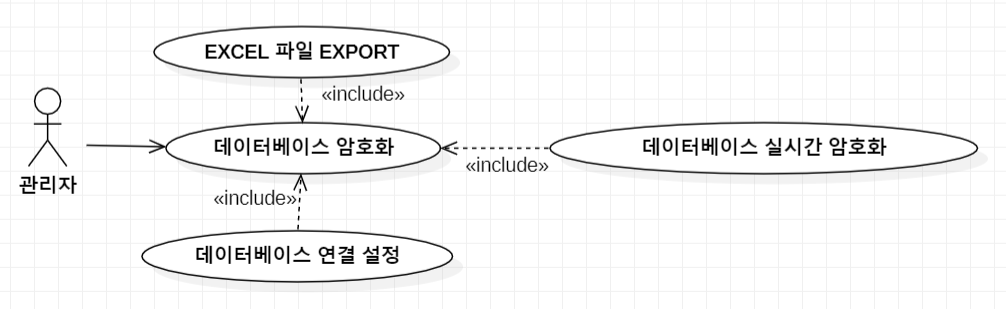 EXCEL 파일 EXPORT
«include»
데이터베이스 암호화
데이터베이스 실시간 암호화
«include»
관리자
«include»
데이터베이스 연결 설정